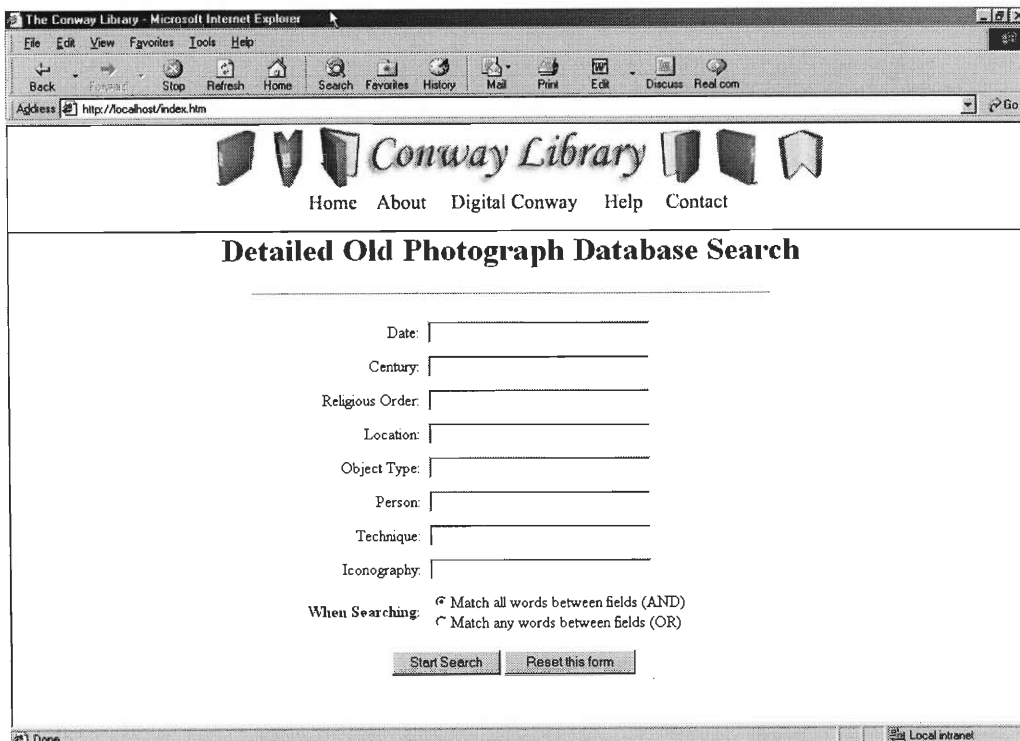 The Conway Library - Microsoft Internet Explorer
File Edit View Favorites Tools Help
Back Forward Stop Refresh Home Search Favorites History Mail Print Edit Discuss Real.com
Address http://localhost/index.htm Go
Conway Library
Home About Digital Conway Help Contact
Detailed Old Photograph Database Search
Date:
Century:
Religious Order:
Location:
Object Type:
Person:
Technique:
Iconography:
When Searching: Match all words between fields (AND)
Match any words between fields (OR)
Start Search Reset this form
Done Local intranet